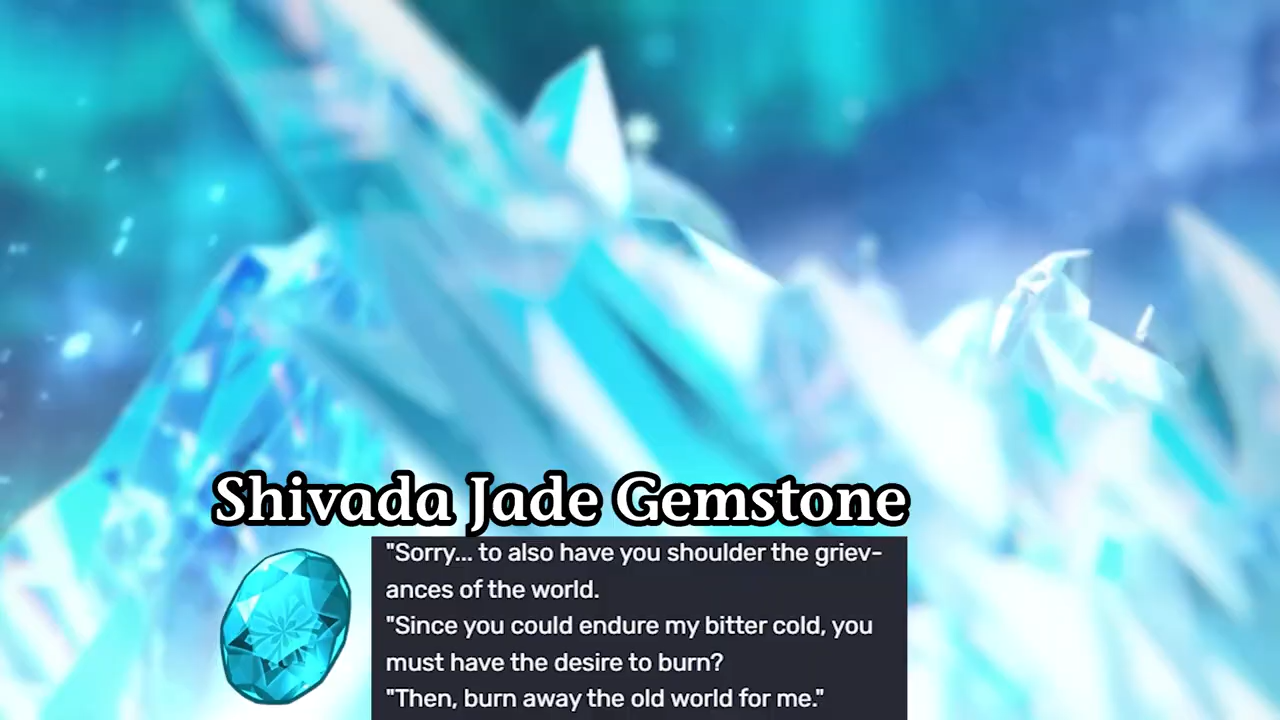 Shivada Jade Gemstone
"Sorry... to also have you shoulder the griev-
ances of the world.
"Since you could endure my bitter cold, you
must have the desire to burn?
"Then, burn away the old world for me."